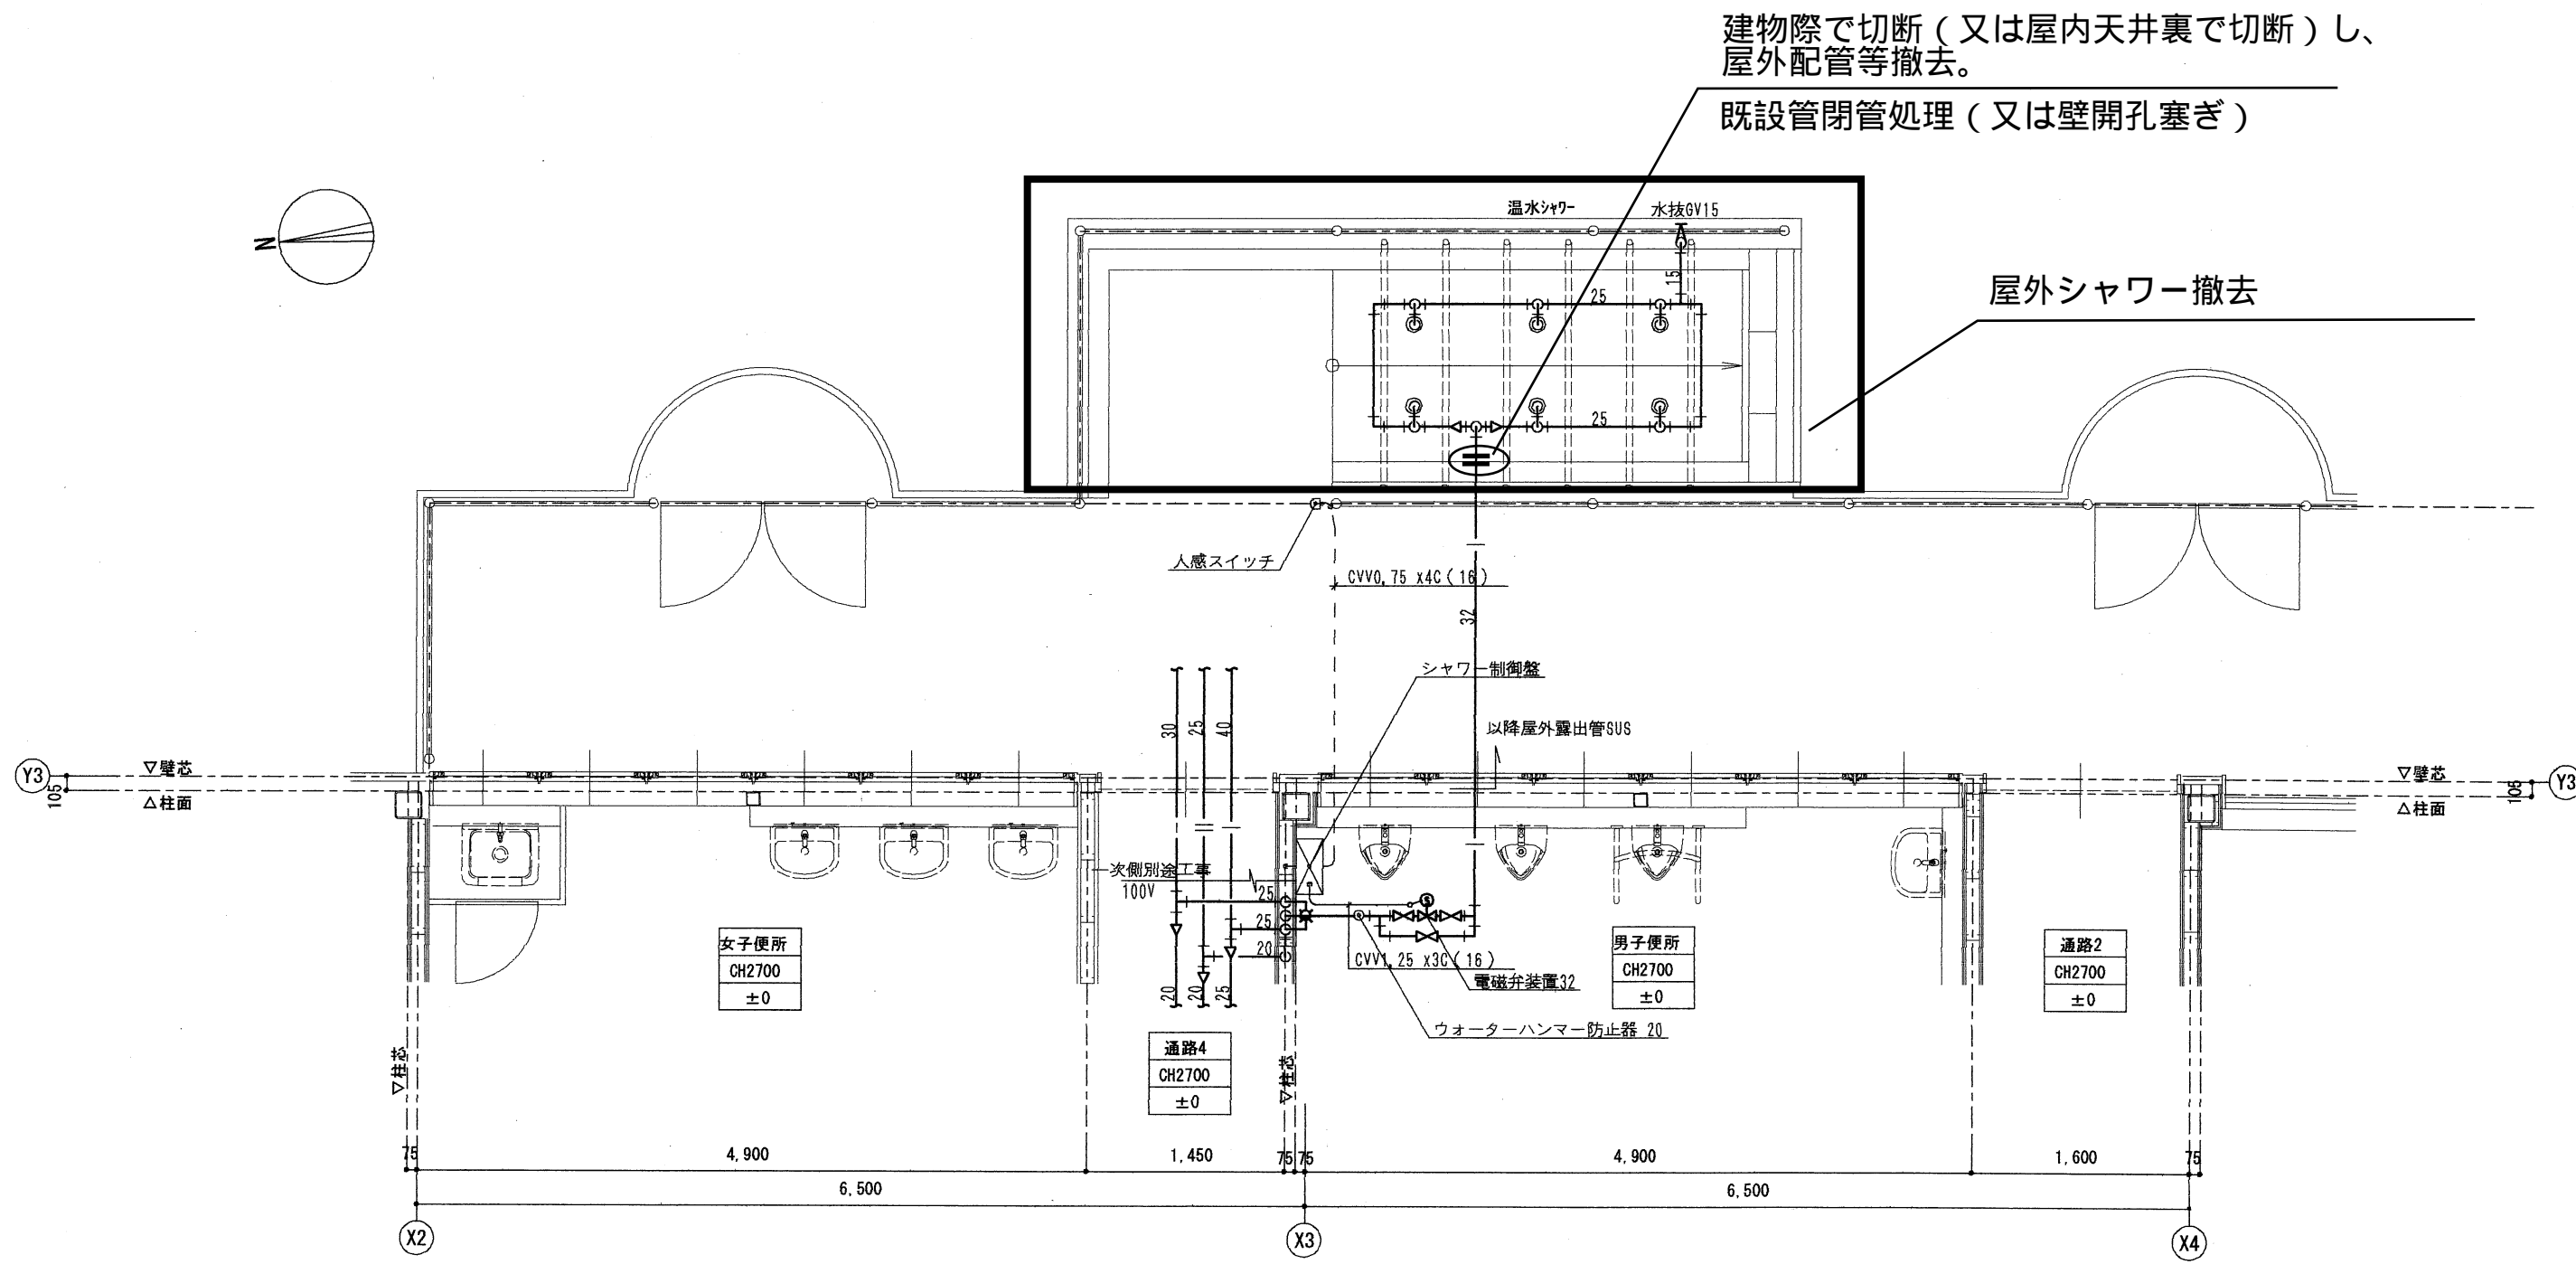 建物際で切断（又は屋内天井裏で切断）し、
屋外配管等撤去。
既設管閉管処理（又は壁開孔塞ぎ）
N
温水シャワー
水抜GV15
15
25
屋外シャワー撤去
25
人感スイッチ
CVV0.75 x4C（16）
32
シャワー制御盤
30
25
40
以降屋外露出管SUS
Y3
105
▽壁芯
△柱面
▽壁芯
△柱面
105
Y3
次側別途工事
100V
25
25
20
女子便所
CH2700
±0
20
20
25
S
CVV1.25 x3C（16）
電磁弁装置32
ウォーターハンマー防止器 20
男子便所
CH2700
±0
通路2
CH2700
±0
通路4
CH2700
±0
▽柱芯
▽柱芯
75
4,900
1,450
75
75
4,900
1,600
75
6,500
6,500
X2
X3
X4